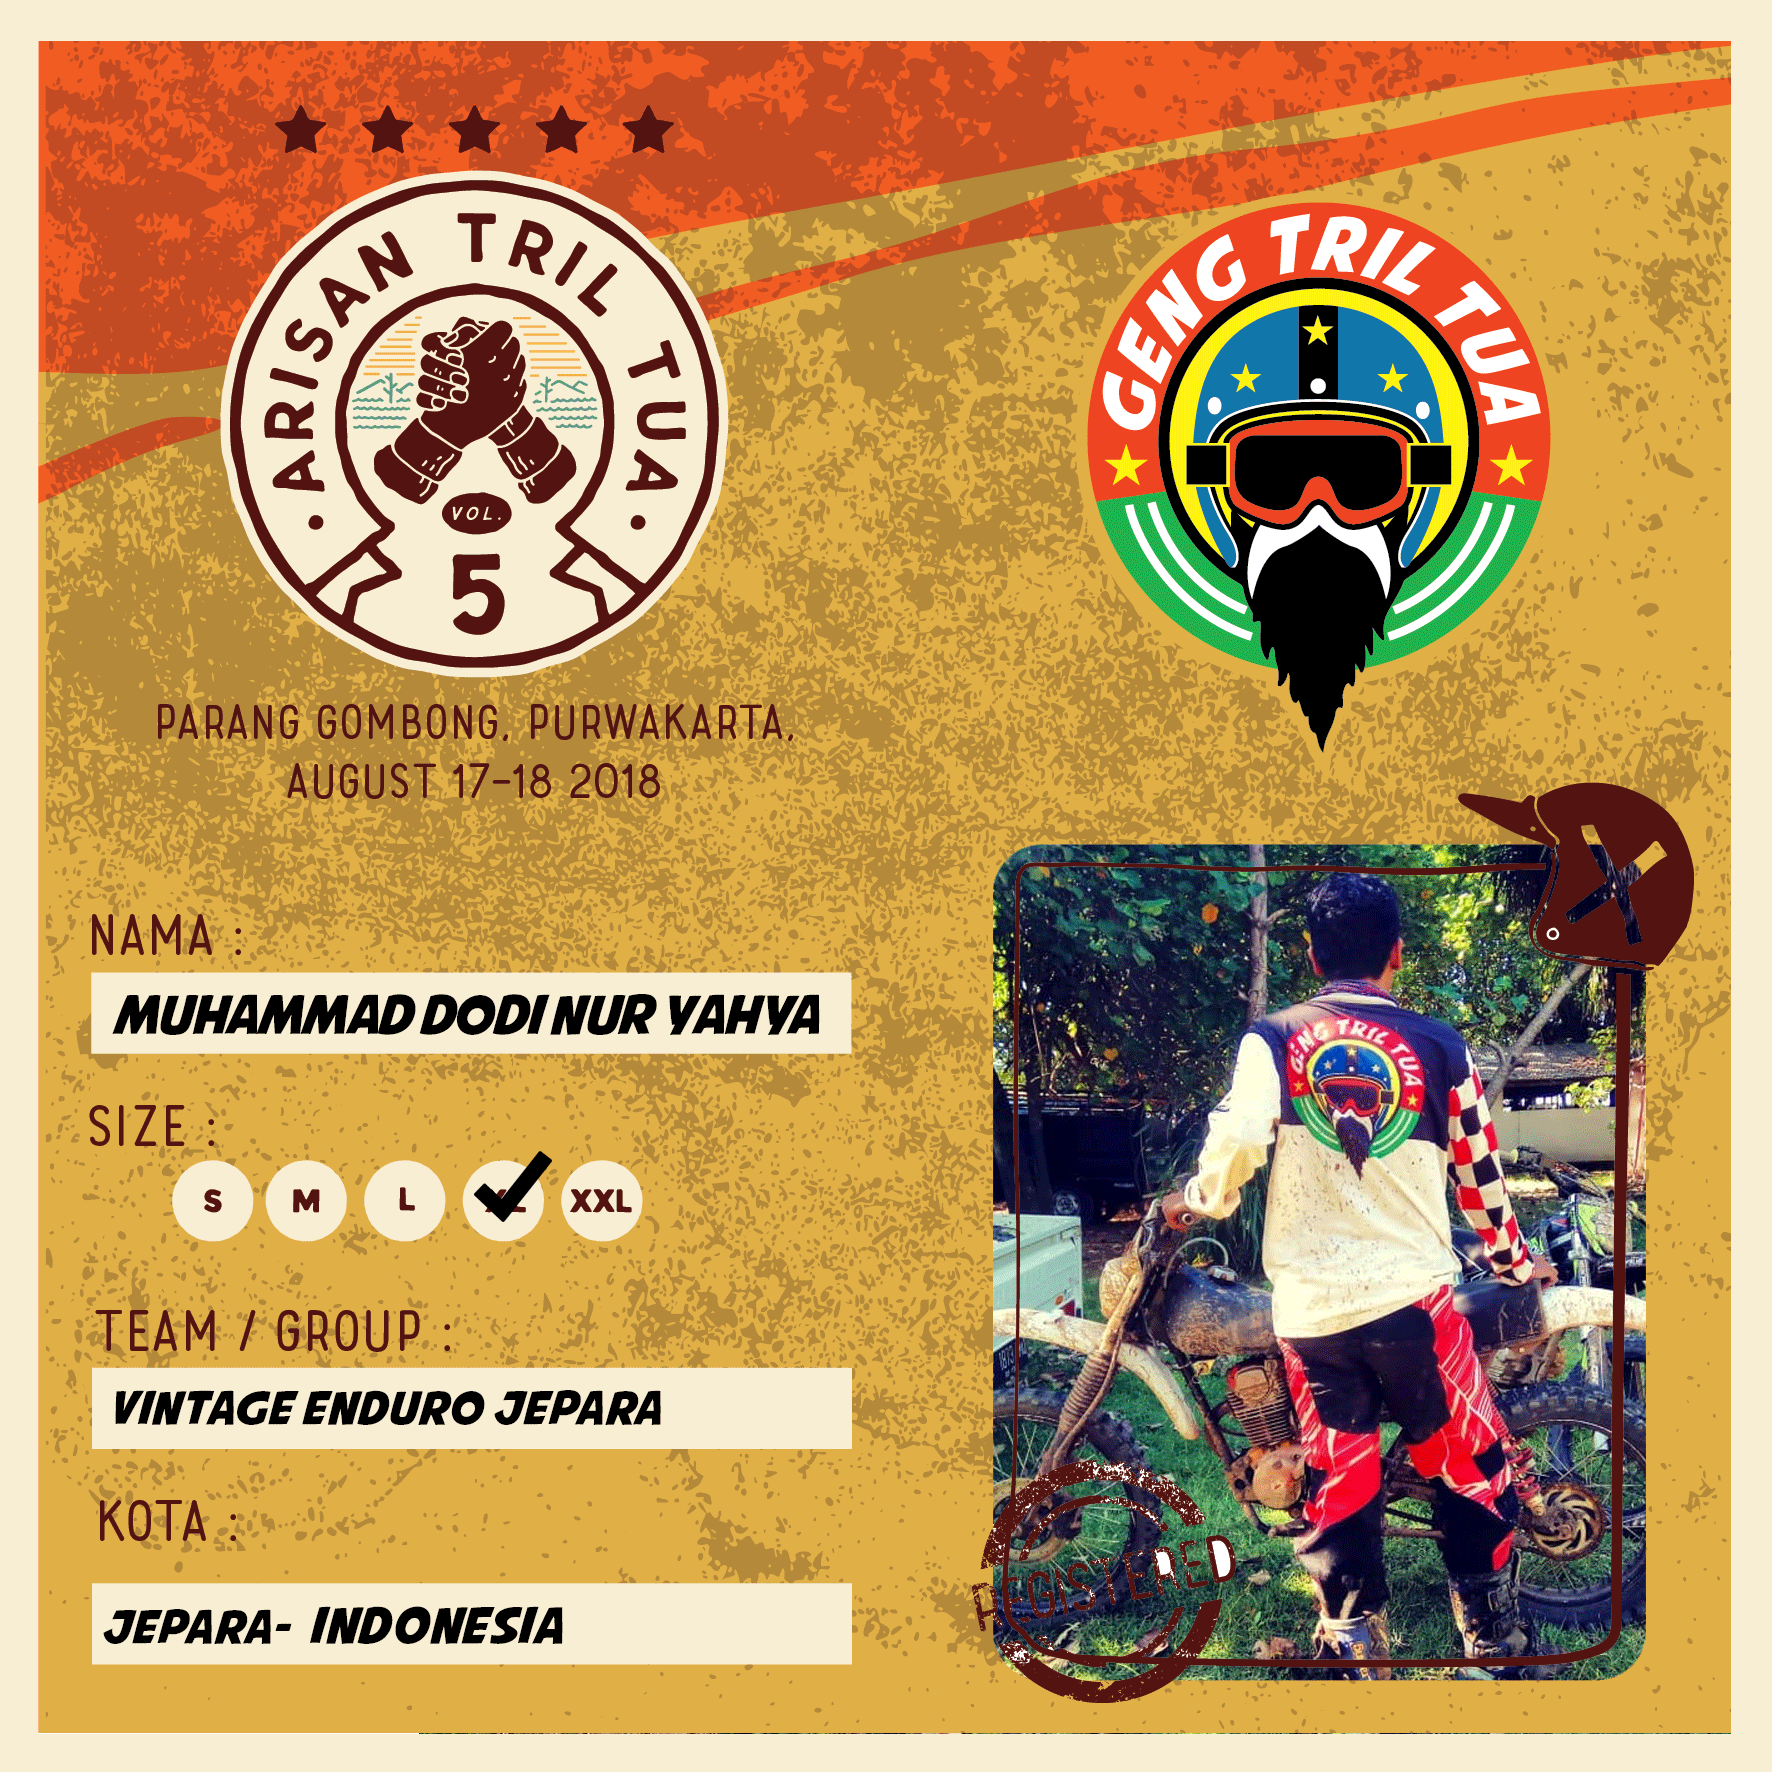 ARISAN TRIL TUA
VOL.
5
GENG TRIL TUA
PARANG GOMBONG, PURWAKARTA,
AUGUST 17-18 2018
NAMA :
MUHAMMAD DODI NUR YAHYA
SIZE :
S M L XL XXL
TEAM / GROUP :
VINTAGE ENDURO JEPARA
KOTA :
JEPARA- INDONESIA
GENG TRIL TUA
REGISTERED